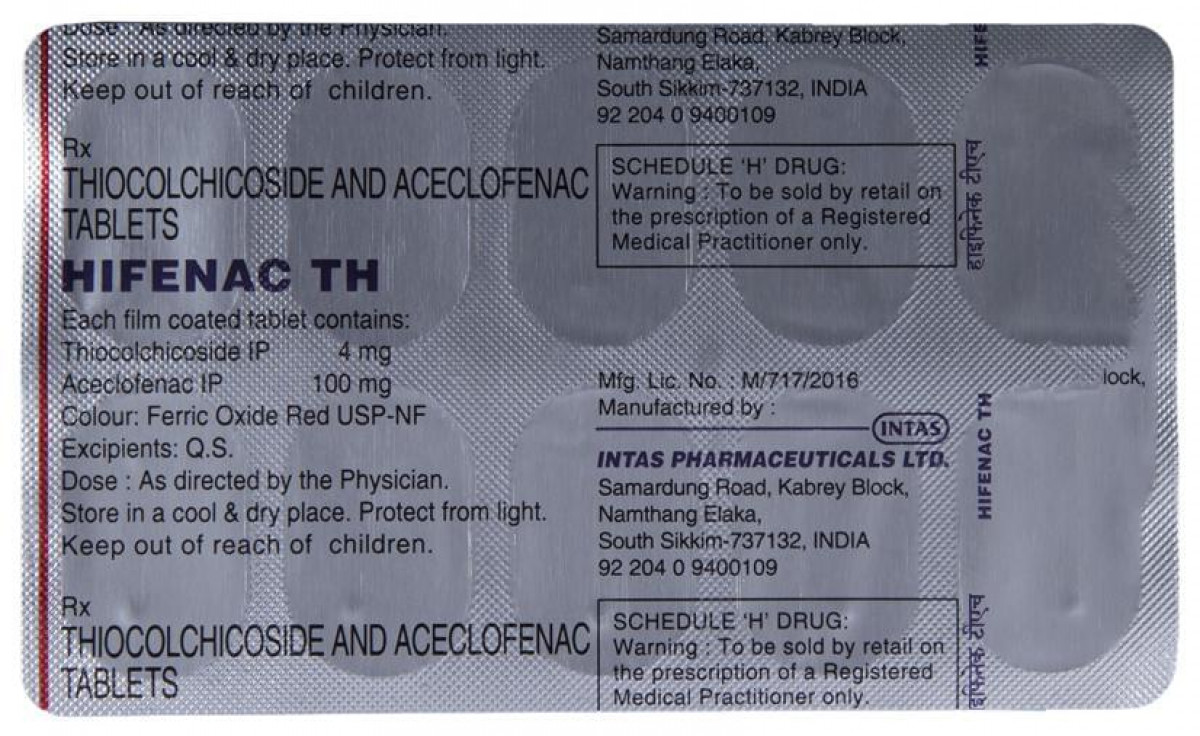 Dose : As directed by the Physician.
Store in a cool & dry place. Protect from light.
Keep out of reach of children.
Rx
THIOCOLCHICOSIDE AND ACECLOFENAC
TABLETS
HIFENAC TH
Each film coated tablet contains:
Thiocolchicoside IP 4 mg
Aceclofenac IP 100 mg
Colour: Ferric Oxide Red USP-NF
Excipients: Q.S.
Dose : As directed by the Physician.
Store in a cool & dry place. Protect from light.
Keep out of reach of children.
Rx
THIOCOLCHICOSIDE AND ACECLOFENAC
TABLETS
Samardung Road, Kabrey Block,
Namthang Elaka,
South Sikkim-737132, INDIA
92 204 0 9400109
SCHEDULE 'H' DRUG:
Warning : To be sold by retail on
the prescription of a Registered
Medical Practitioner only.
Mfg. Lic. No. : M/717/2016
Manufactured by :
INTAS
INTAS PHARMACEUTICALS LTD.
Samardung Road, Kabrey Block,
Namthang Elaka,
South Sikkim-737132, INDIA
92 204 0 9400109
SCHEDULE 'H' DRUG:
Warning : To be sold by retail on
the prescription of a Registered
Medical Practitioner only.
HIFE
हाइफिनेक टीएच
HIFENAC TH
हाइफिनेक टीएच
lock,